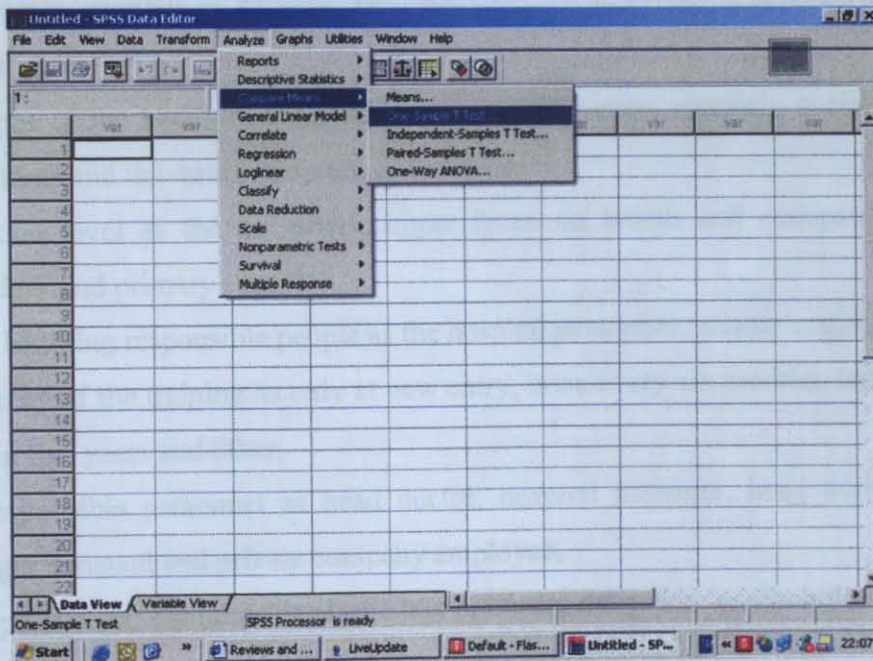 Untitled - SPSS Data Editor
File Edit View Data Transform Analyze Graphs Utilities Window Help
1 :
Reports
Descriptive Statistics
Compare Means
General Linear Model
Correlate
Regression
Loglinear
Classify
Data Reduction
Scale
Nonparametric Tests
Survival
Multiple Response
Means...
One-Sample T Test...
Independent-Samples T Test...
Paired-Samples T Test...
One-Way ANOVA...
var var var var var var
1
2
3
4
5
6
7
8
9
10
11
12
13
14
15
16
17
18
19
20
21
22
Data View Variable View
One-Sample T Test SPSS Processor is ready
Start » Reviews and ... LiveUpdate Default - Flas... Untitled - SP... « 22:07